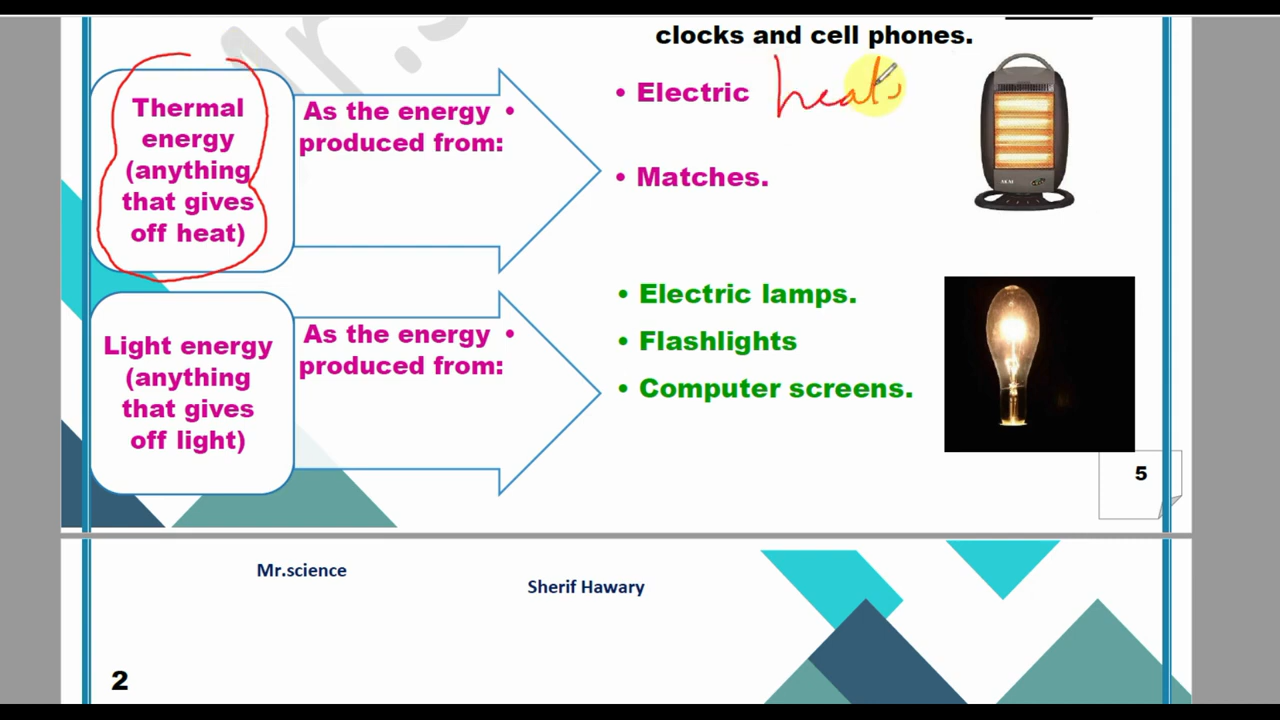 clocks and cell phones.
Thermal
energy
(anything
that gives
off heat)
As the energy •
produced from:
• Electric heat
• Matches.
Light energy
(anything
that gives
off light)
As the energy •
produced from:
• Electric lamps.
• Flashlights
• Computer screens.
5
Mr.science
Sherif Hawary
2